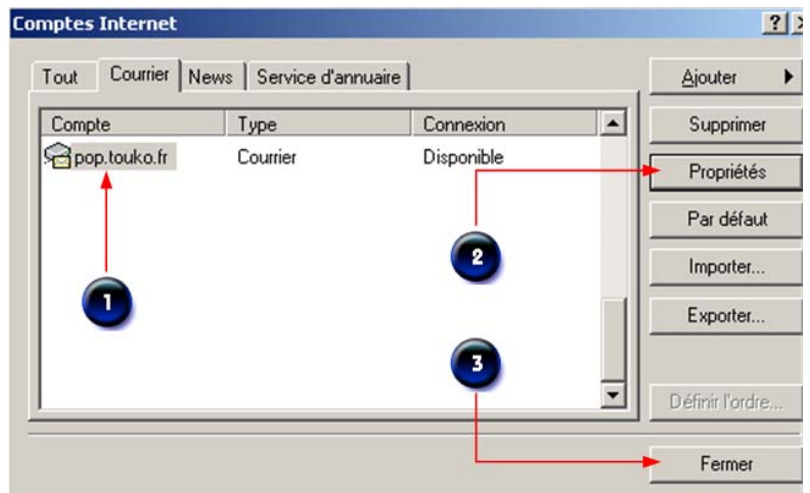 Comptes Internet
Tout Courrier News Service d'annuaire
Compte Type Connexion
pop.touko.fr Courrier Disponible
1
2
3
Ajouter
Supprimer
Propriétés
Par défaut
Importer...
Exporter...
Définir l'ordre...
Fermer